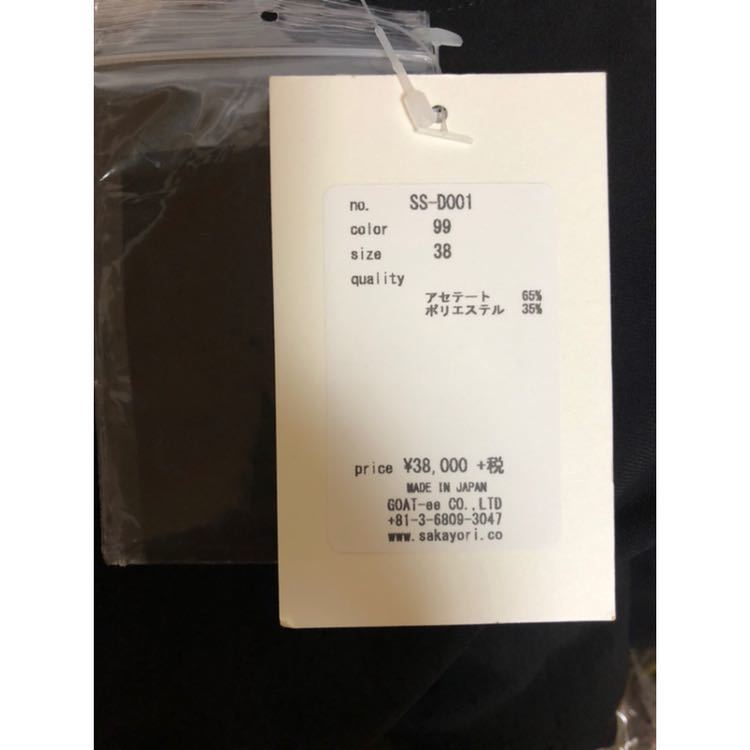 no. SS-D001
color 99
size 38
quality
アセテート 65%
ポリエステル 35%
price ¥38,000 +税
MADE IN JAPAN
GOAT-ee CO.,LTD
+81-3-6809-3047
www.sakayori.co